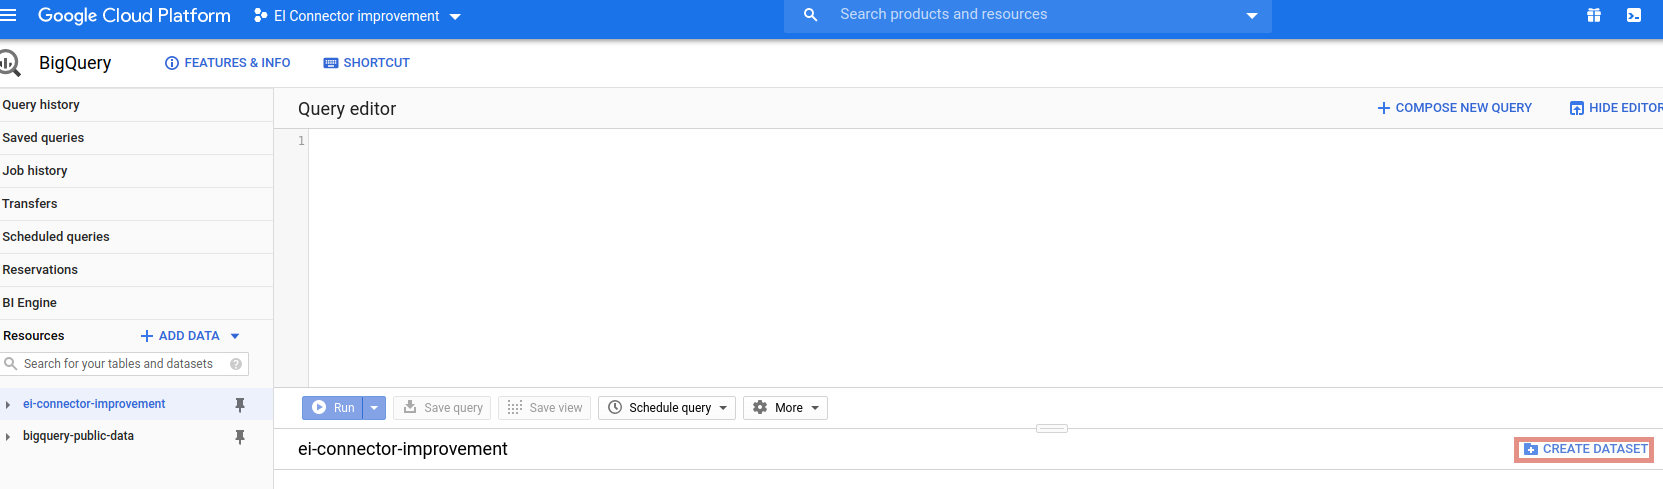 Google Cloud Platform EI Connector improvement Search products and resources
BigQuery FEATURES & INFO SHORTCUT
Query history
Saved queries
Job history
Transfers
Scheduled queries
Reservations
BI Engine
Resources ADD DATA
Search for your tables and datasets ?
ei-connector-improvement
bigquery-public-data
Query editor COMPOSE NEW QUERY HIDE EDITOR
1
Run Save query Save view Schedule query More
ei-connector-improvement CREATE DATASET